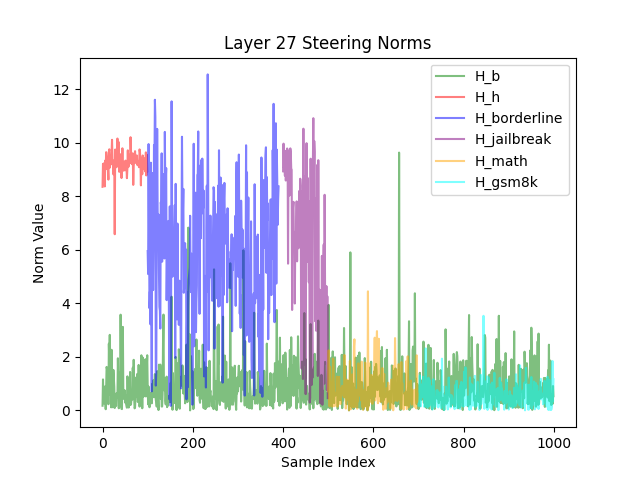 Layer 27 Steering Norms
H_b
H_h
H_borderline
H_jailbreak
H_math
H_gsm8k
Norm Value
12
10
8
6
4
2
0
0
200
400
600
800
1000
Sample Index